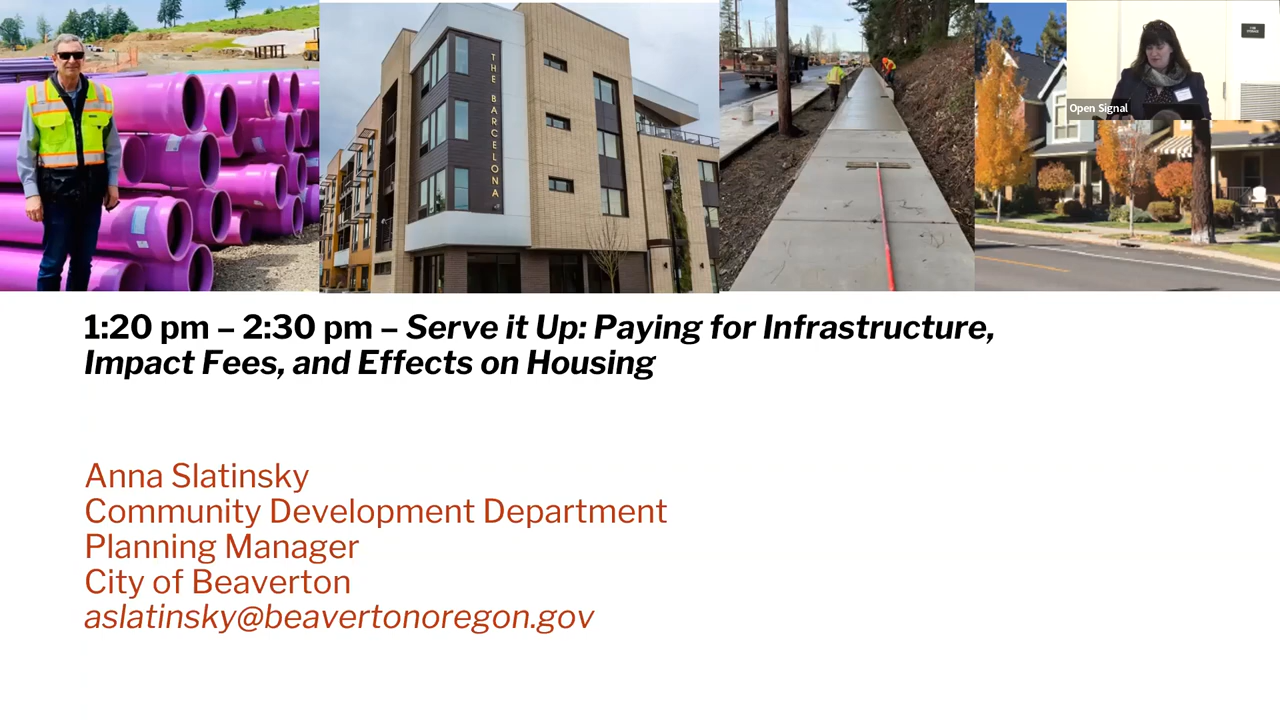 THE BARCELONA
Open Signal
1:20 pm – 2:30 pm – Serve it Up: Paying for Infrastructure,
Impact Fees, and Effects on Housing
Anna Slatinsky
Community Development Department
Planning Manager
City of Beaverton
aslatinsky@beavertonoregon.gov